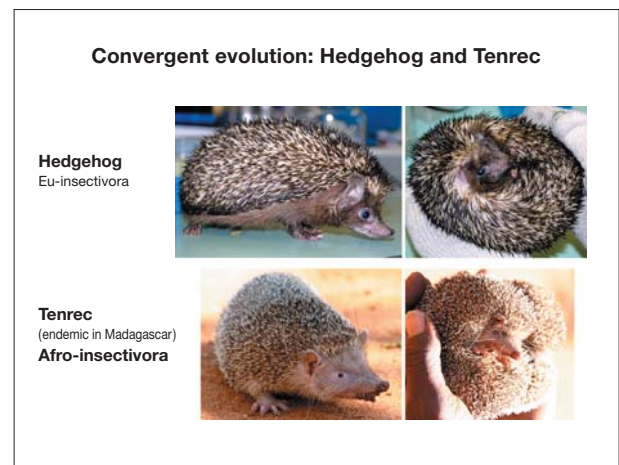 Convergent evolution: Hedgehog and Tenrec
Hedgehog
Eu-insectivora
Tenrec
(endemic in Madagascar)
Afro-insectivora